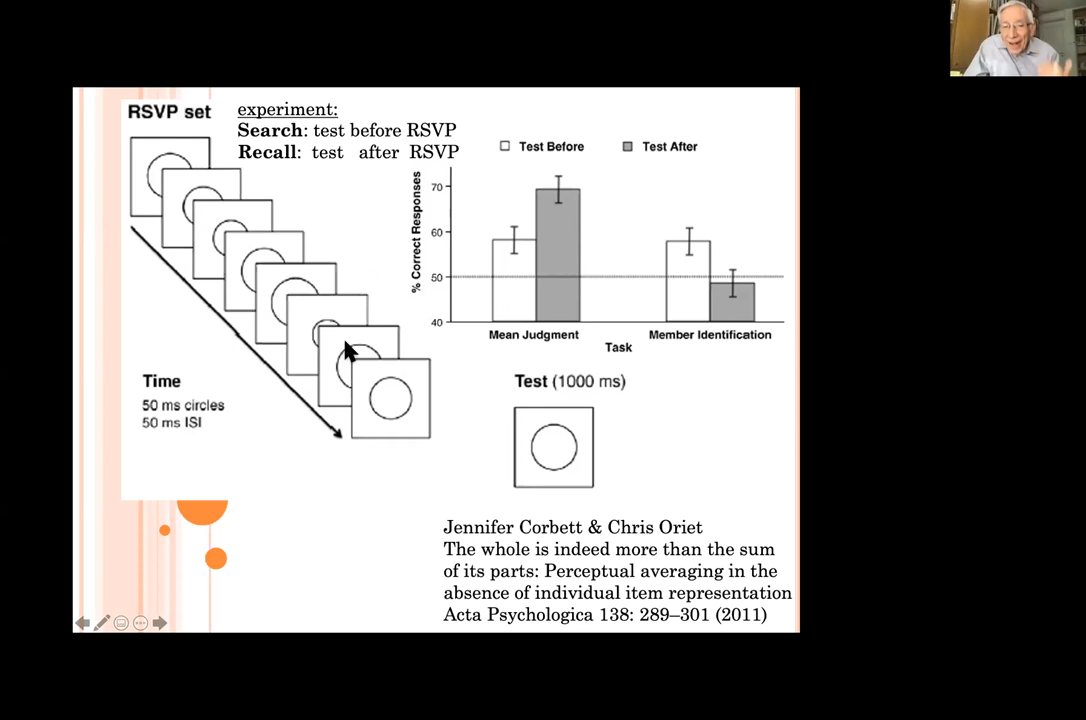 RSVP set
experiment:
Search: test before RSVP
Recall: test after RSVP
Time
50 ms circles
50 ms ISI
Test Before
Test After
% Correct Responses
70
60
50
40
Mean Judgment
Member Identification
Task
Test (1000 ms)
Jennifer Corbett & Chris Oriet
The whole is indeed more than the sum
of its parts: Perceptual averaging in the
absence of individual item representation
Acta Psychologica 138: 289–301 (2011)